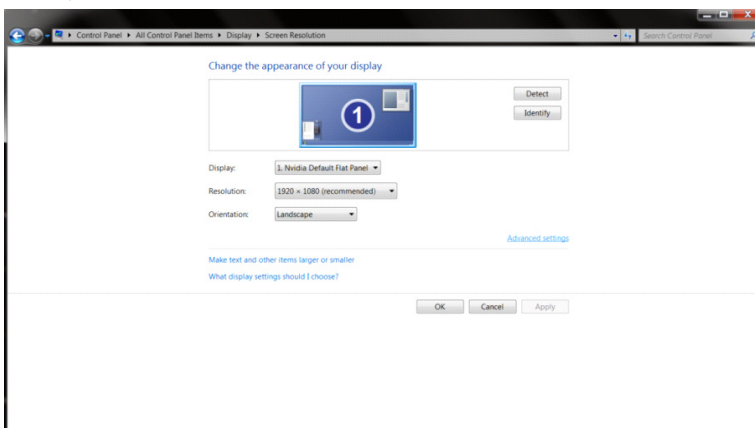 Control Panel ▸ All Control Panel Items ▸ Display ▸ Screen Resolution
Search Control Panel
Change the appearance of your display
1
Detect
Identify
Display: 1. Nvidia Default Flat Panel
Resolution: 1920 × 1080 (recommended)
Orientation: Landscape
Advanced settings
Make text and other items larger or smaller
What display settings should I choose?
OK Cancel Apply